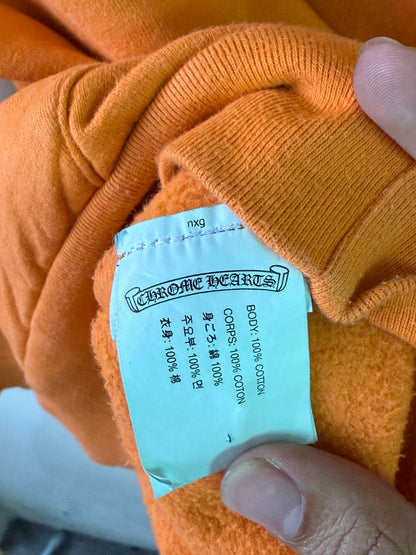 nxg
CHROME HEARTS
BODY: 100% COTTON
CORPS: 100% COTON
身ごろ: 綿 100%
주요부: 100% 면
衣身: 100% 棉